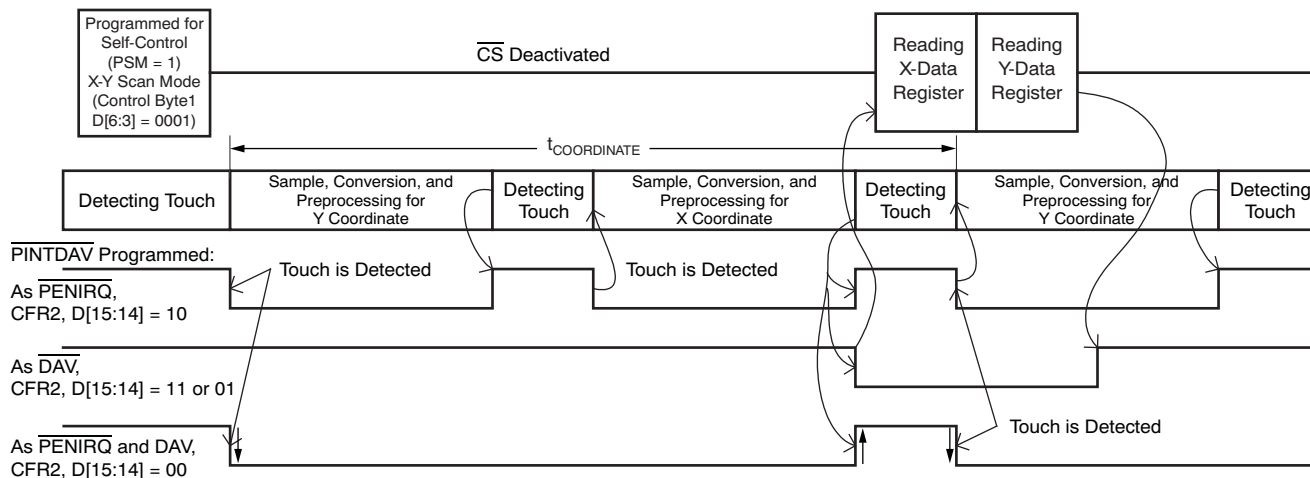 Programmed for
Self-Control
(PSM = 1)
X-Y Scan Mode
(Control Byte1
D[6:3] = 0001)
CS Deactivated
Reading
X-Data
Register
Reading
Y-Data
Register
tCOORDINATE
Detecting Touch
Sample, Conversion, and
Preprocessing for
Y Coordinate
Detecting
Touch
Sample, Conversion, and
Preprocessing for
X Coordinate
Detecting
Touch
Sample, Conversion, and
Preprocessing for
Y Coordinate
Detecting
Touch
PINTDAV Programmed:
Touch is Detected
Touch is Detected
As PENIRQ,
CFR2, D[15:14] = 10
As DAV,
CFR2, D[15:14] = 11 or 01
Touch is Detected
As PENIRQ and DAV,
CFR2, D[15:14] = 00